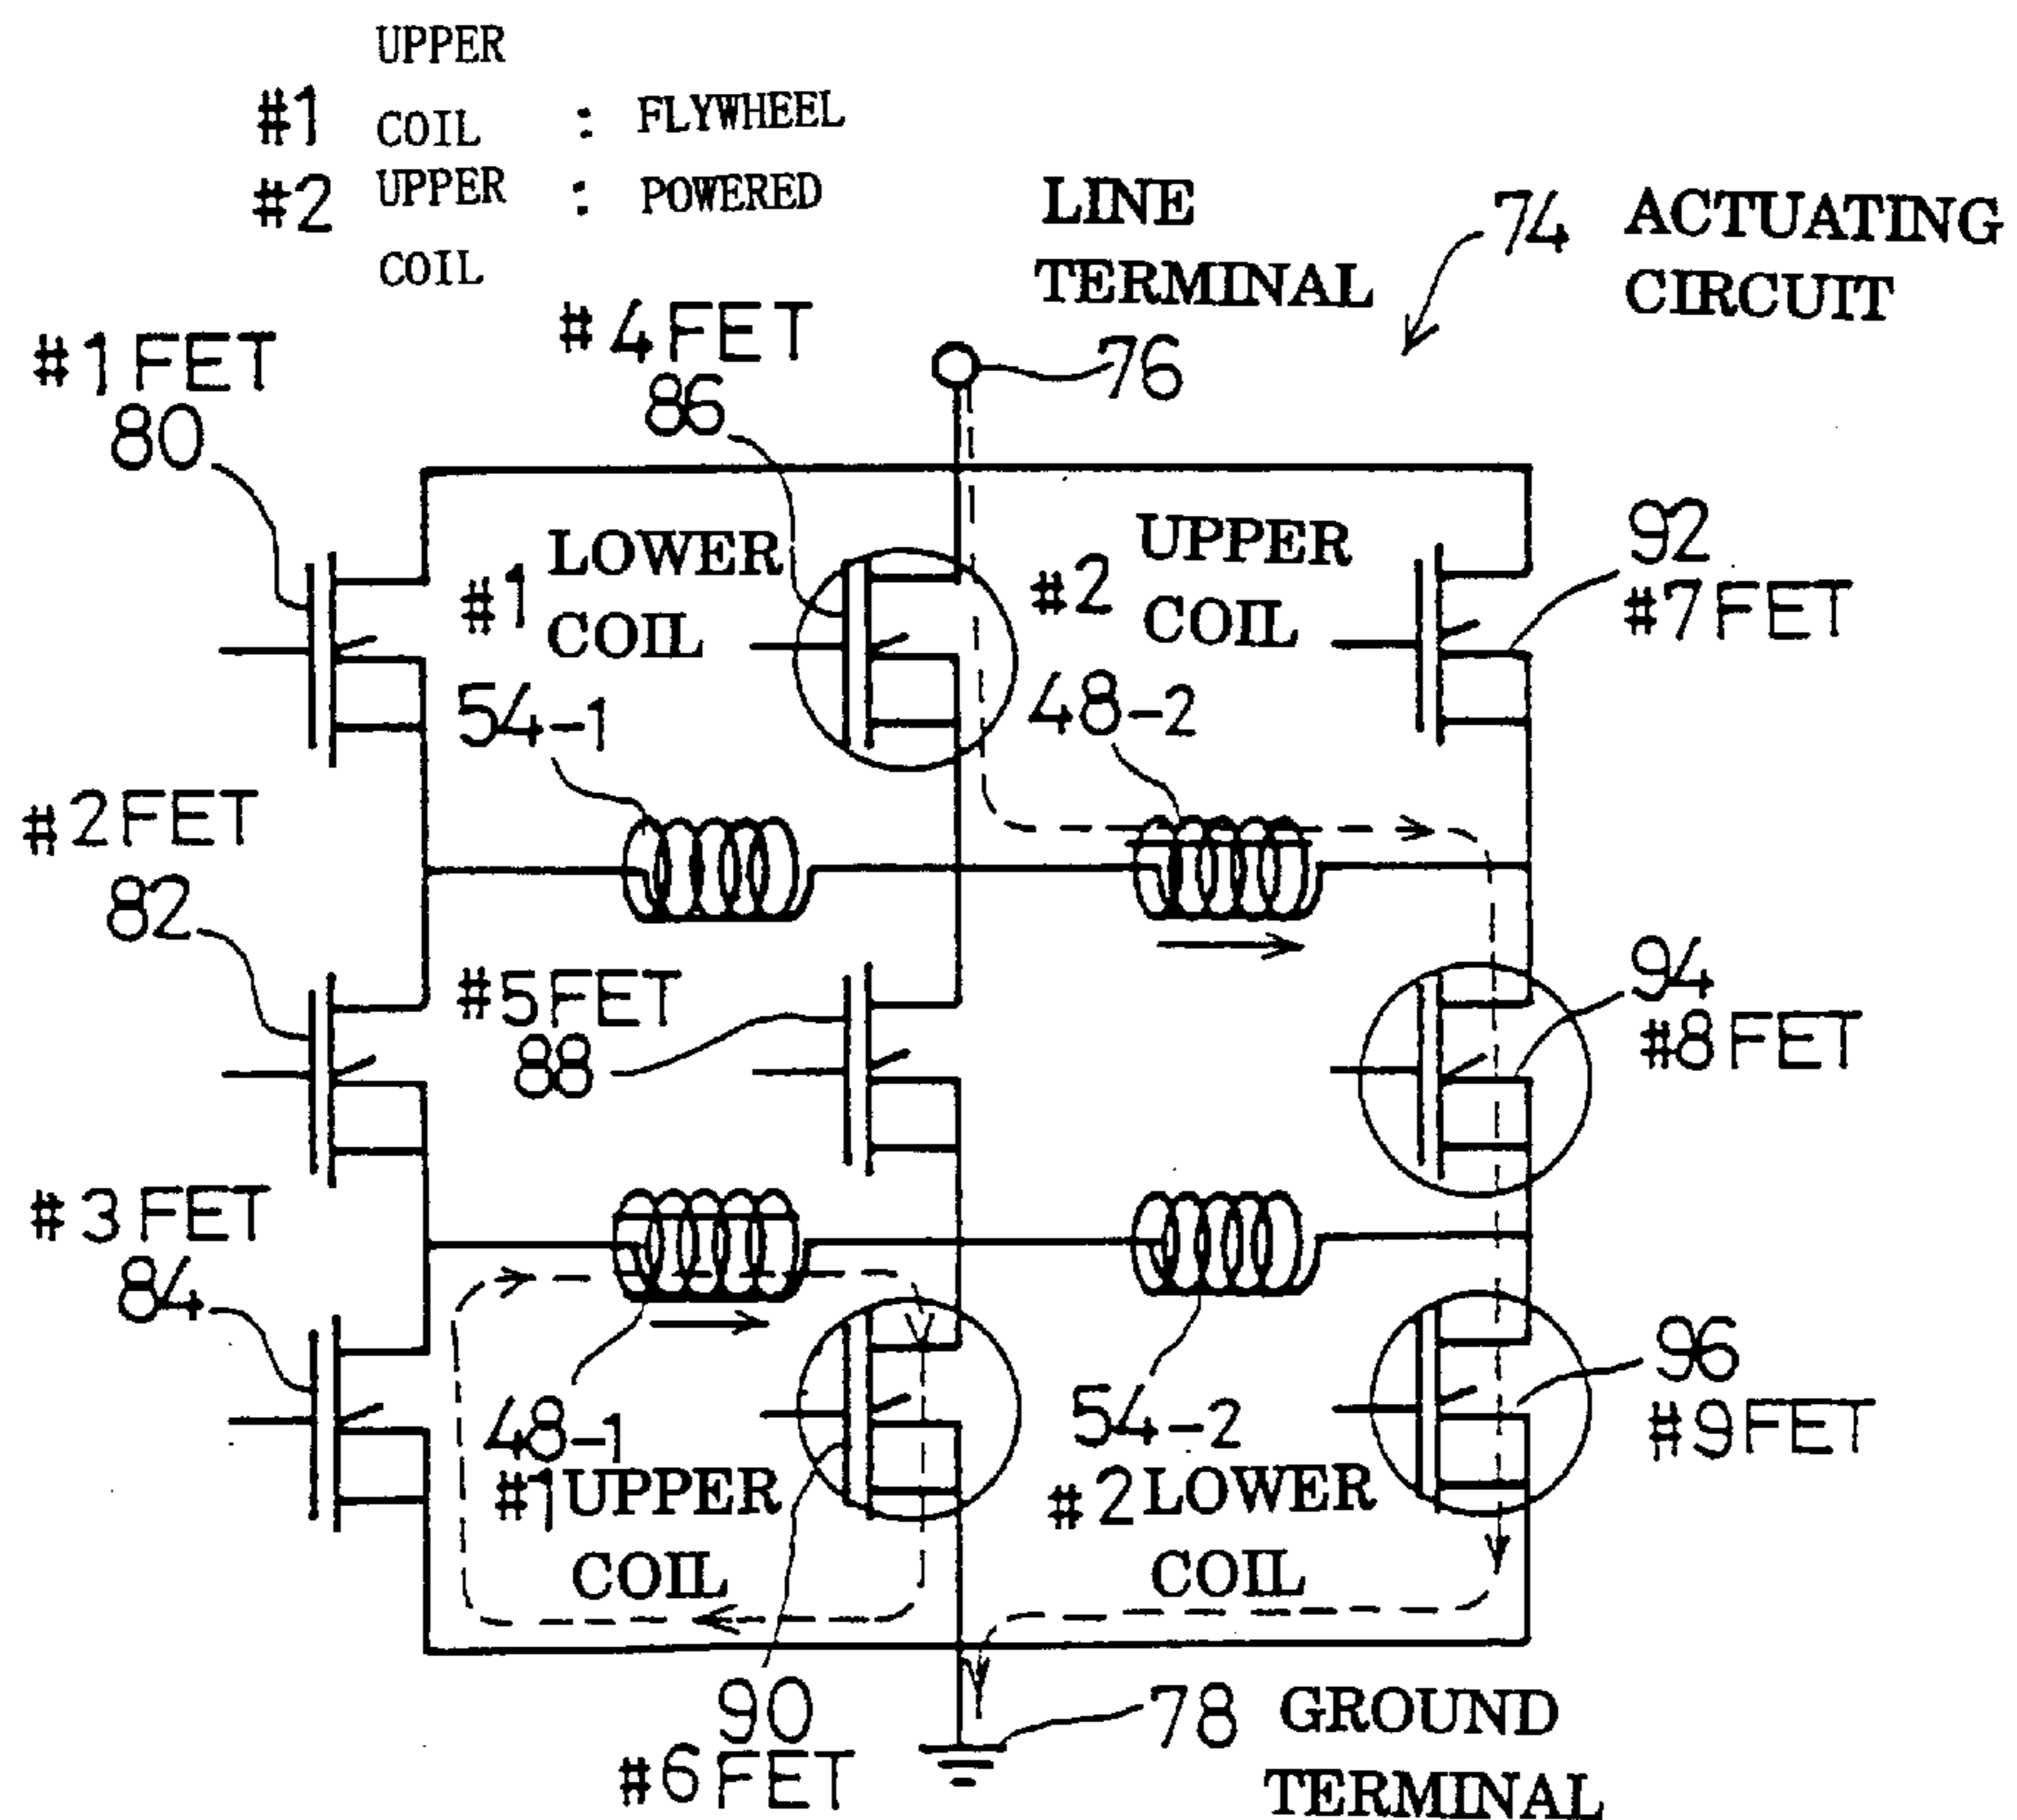 UPPER
#1 COIL : FLYWHEEL
#2 UPPER : POWERED
COIL
LINE
TERMINAL
76
74 ACTUATING
CIRCUIT
#1 FET
80
#4 FET
86
#1 LOWER
COIL
54-1
#2 UPPER
COIL
48-2
92
#7 FET
#2 FET
82
#5 FET
88
94
#8 FET
#3 FET
84
48-1
#1 UPPER
COIL
54-2
#2 LOWER
COIL
96
#9 FET
90
#6 FET
78 GROUND
TERMINAL